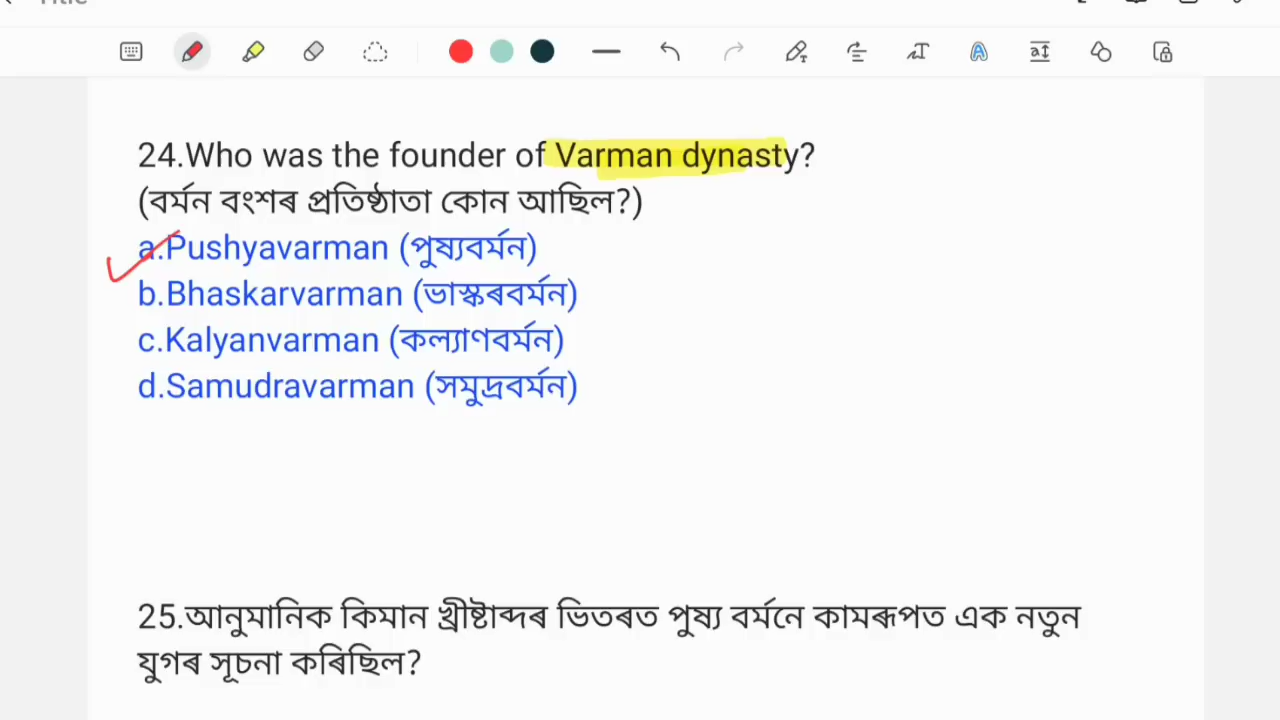 24.Who was the founder of Varman dynasty?
(বৰ্মন বংশৰ প্ৰতিষ্ঠাতা কোন আছিল?)
a.Pushyavarman (পুষ্যবৰ্মন)
b.Bhaskarvarman (ভাস্কৰবৰ্মন)
c.Kalyanvarman (কল্যাণবৰ্মন)
d.Samudravarman (সমুদ্ৰবৰ্মন)
25.আনুমানিক কিমান খ্ৰীষ্টাব্দৰ ভিতৰত পুষ্য বৰ্মনে কামৰূপত এক নতুন
যুগৰ সূচনা কৰিছিল?